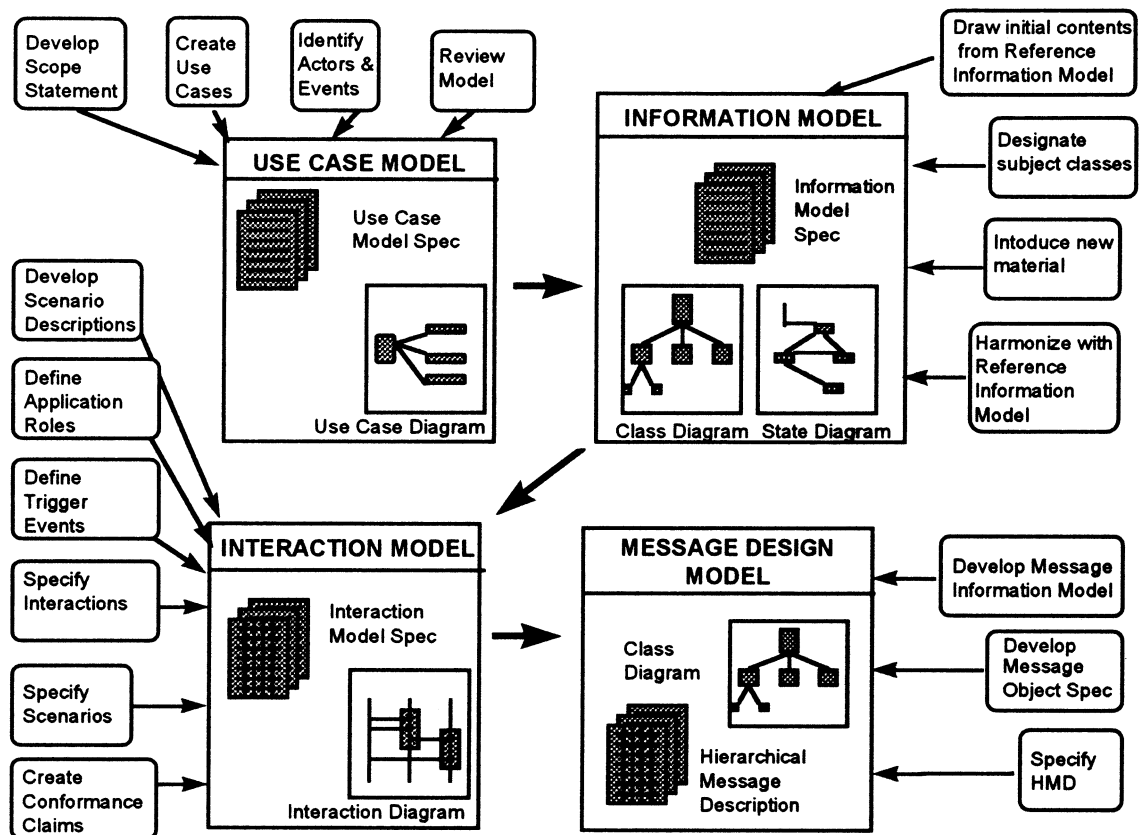 Develop
Scope
Statement
Create
Use
Cases
Identify
Actors &
Events
Review
Model
Draw initial contents
from Reference
Information Model
USE CASE MODEL
Use Case
Model Spec
Use Case Diagram
INFORMATION MODEL
Information
Model
Spec
Class Diagram
State Diagram
Designate
subject classes
Intoduce new
material
Harmonize with
Reference
Information
Model
Develop
Scenario
Descriptions
Define
Application
Roles
Define
Trigger
Events
Specify
Interactions
Specify
Scenarios
Create
Conformance
Claims
INTERACTION MODEL
Interaction
Model Spec
Interaction Diagram
MESSAGE DESIGN
MODEL
Class
Diagram
Hierarchical
Message
Description
Develop Message
Information Model
Develop
Message
Object Spec
Specify
HMD